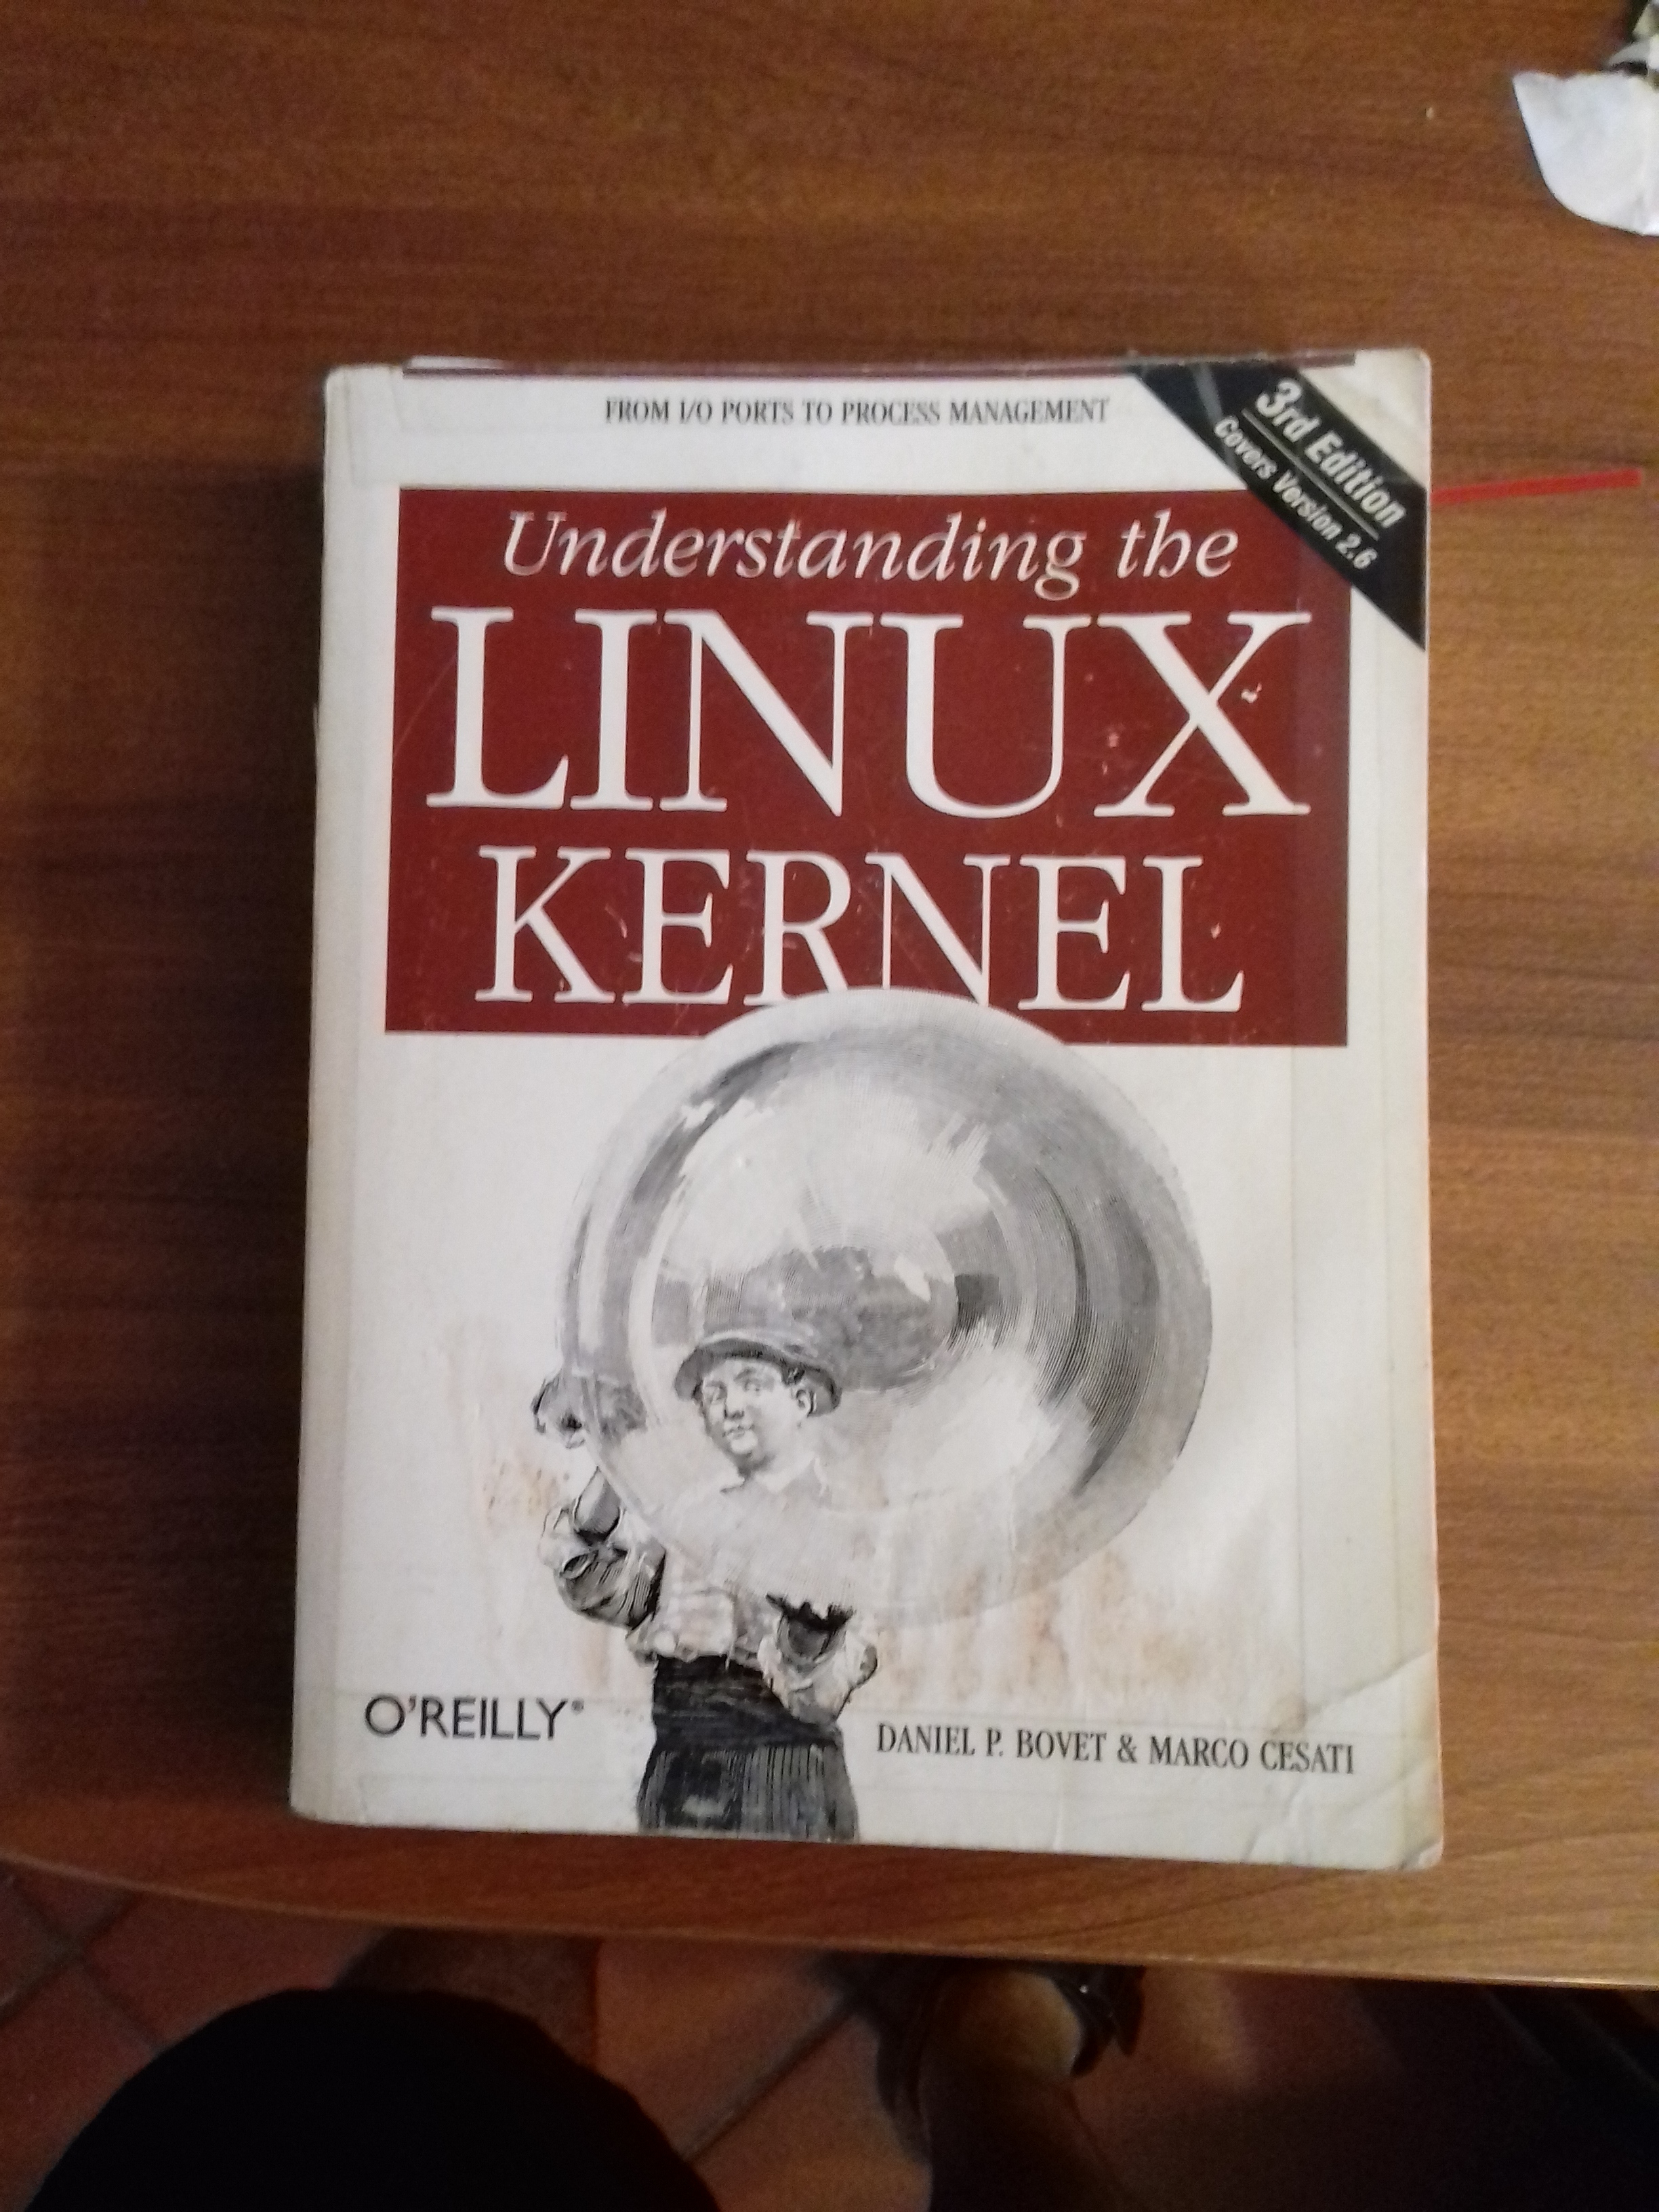 FROM I/O PORTS TO PROCESS MANAGEMENT
3rd Edition
Covers Version 2.6
Understanding the
LINUX
KERNEL
O'REILLY®
DANIEL P. BOVET & MARCO CESATI